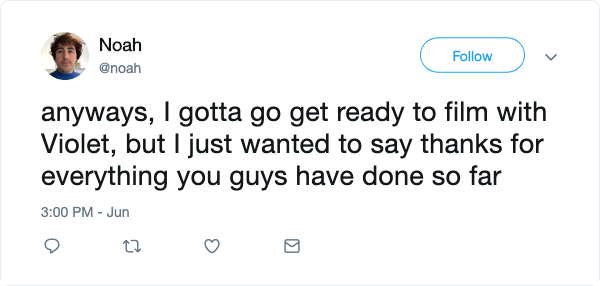 Noah
@noah
Follow
anyways, I gotta go get ready to film with
Violet, but I just wanted to say thanks for
everything you guys have done so far
3:00 PM - Jun